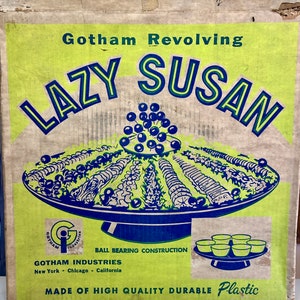 Gotham Revolving
LAZY SUSAN
BALL BEARING CONSTRUCTION
GOTHAM INDUSTRIES
New York • Chicago • California
MADE OF HIGH QUALITY DURABLE Plastic